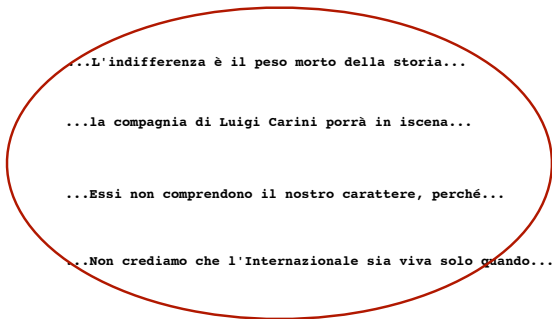 ...L'indifferenza è il peso morto della storia...
...la compagnia di Luigi Carini porrà in iscena...
...Essi non comprendono il nostro carattere, perché...
...Non crediamo che l'Internazionale sia viva solo quando...